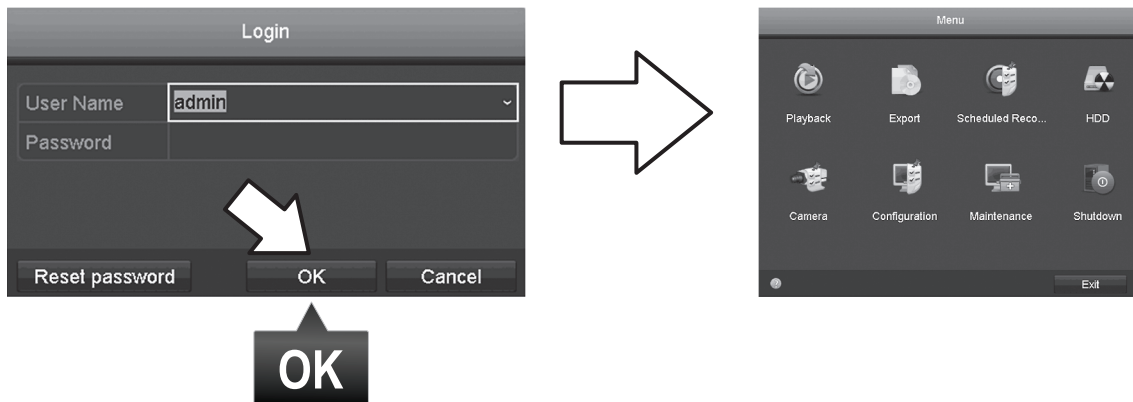 Login
User Name admin
Password
Reset password OK Cancel
OK
Menu
Playback Export Scheduled Reco... HDD
Camera Configuration Maintenance Shutdown
Exit